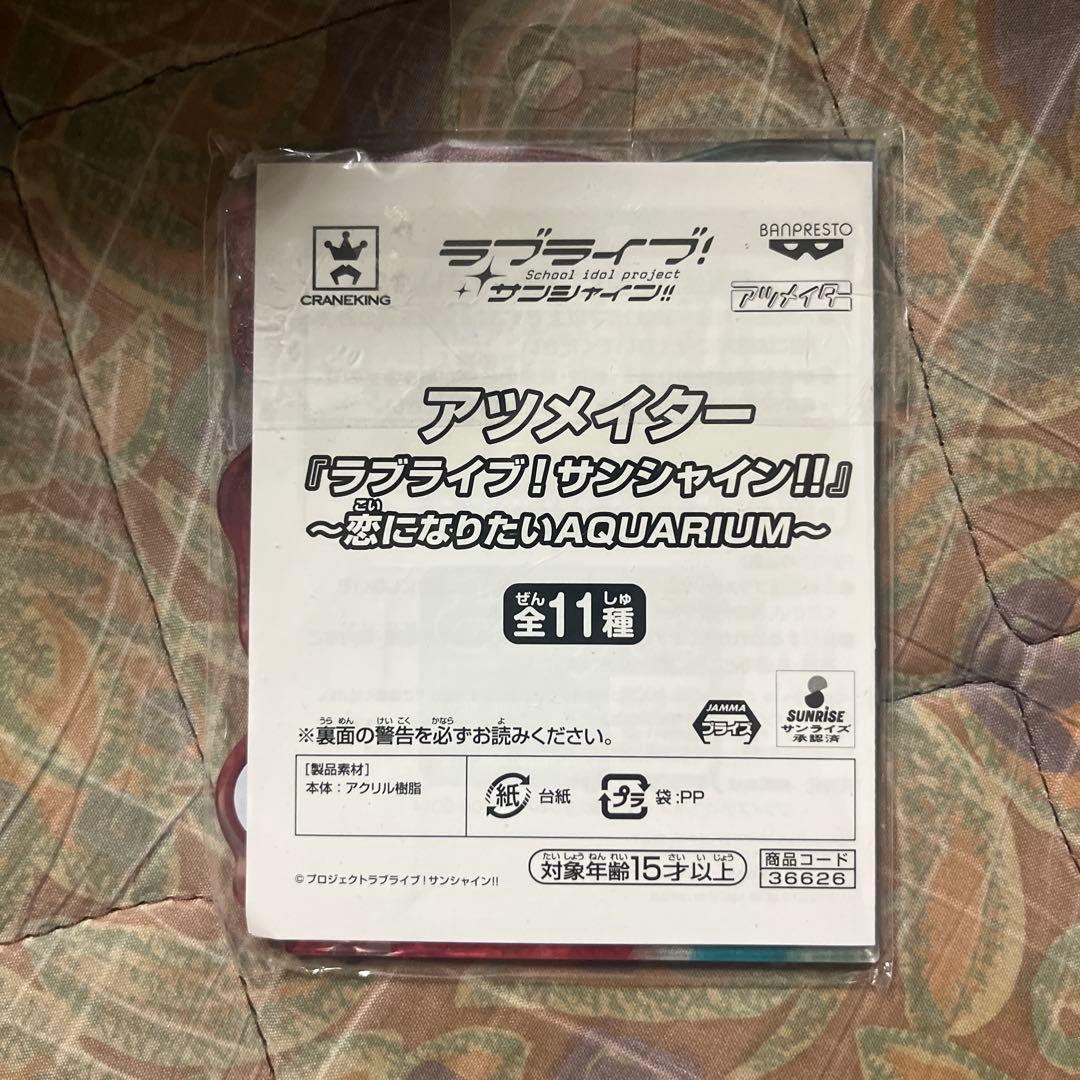 CRANEKING
ラブライブ!
School idol project
サンシャイン!!
BANPRESTO
アツメイター
アツメイター
『ラブライブ!サンシャイン!!』
こい
~恋になりたいAQUARIUM~
ぜん しゅ
全11種
うら めん けい こく かなら よ
※裏面の警告を必ずお読みください。
JAMMA
プライズ
SUNRISE
サンライズ
承認済
[製品素材]
本体:アクリル樹脂
紙 台紙
プラ 袋:PP
たい しょう ねん れい さい い じょう
対象年齢15才以上
商品コード
36626
©プロジェクトラブライブ!サンシャイン!!